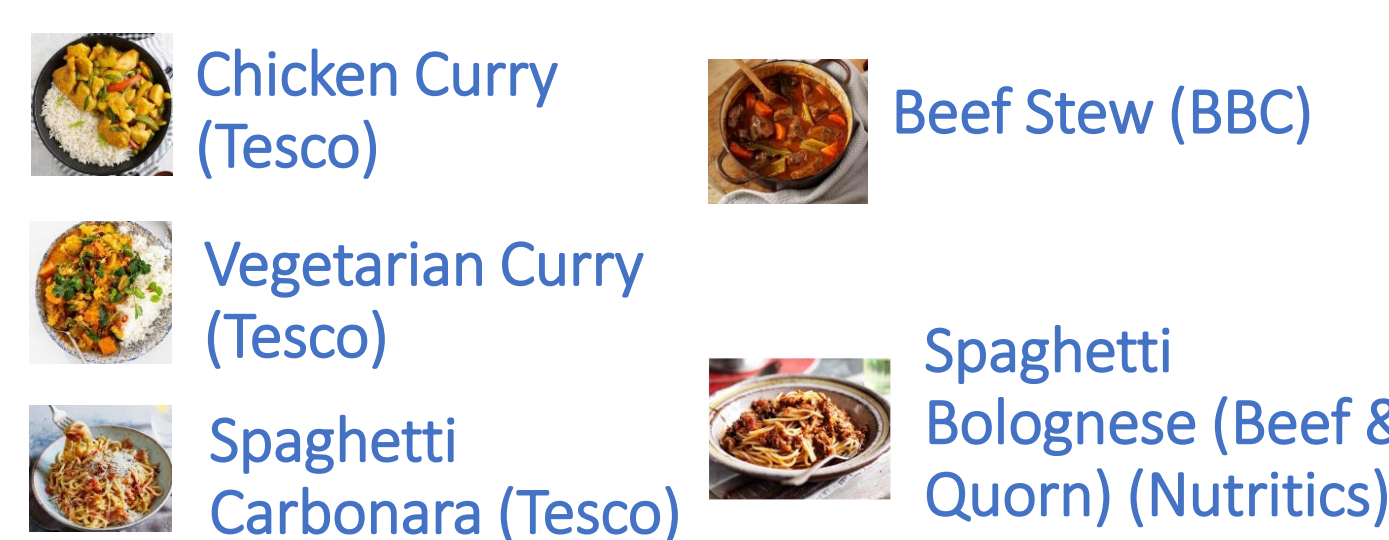 Chicken Curry
(Tesco)
Vegetarian Curry
(Tesco)
Spaghetti
Carbonara (Tesco)
Beef Stew (BBC)
Spaghetti
Bolognese (Beef &
Quorn) (Nutritics)